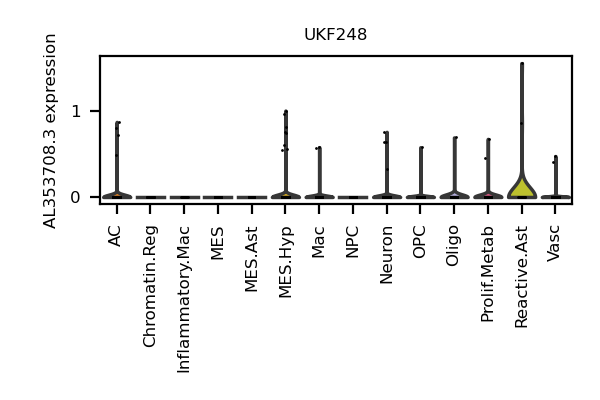 UKF248
AL353708.3 expression
1
0
AC
Chromatin.Reg
Inflammatory.Mac
MES
MES.Ast
MES.Hyp
Mac
NPC
Neuron
OPC
Oligo
Prolif.Metab
Reactive.Ast
Vasc